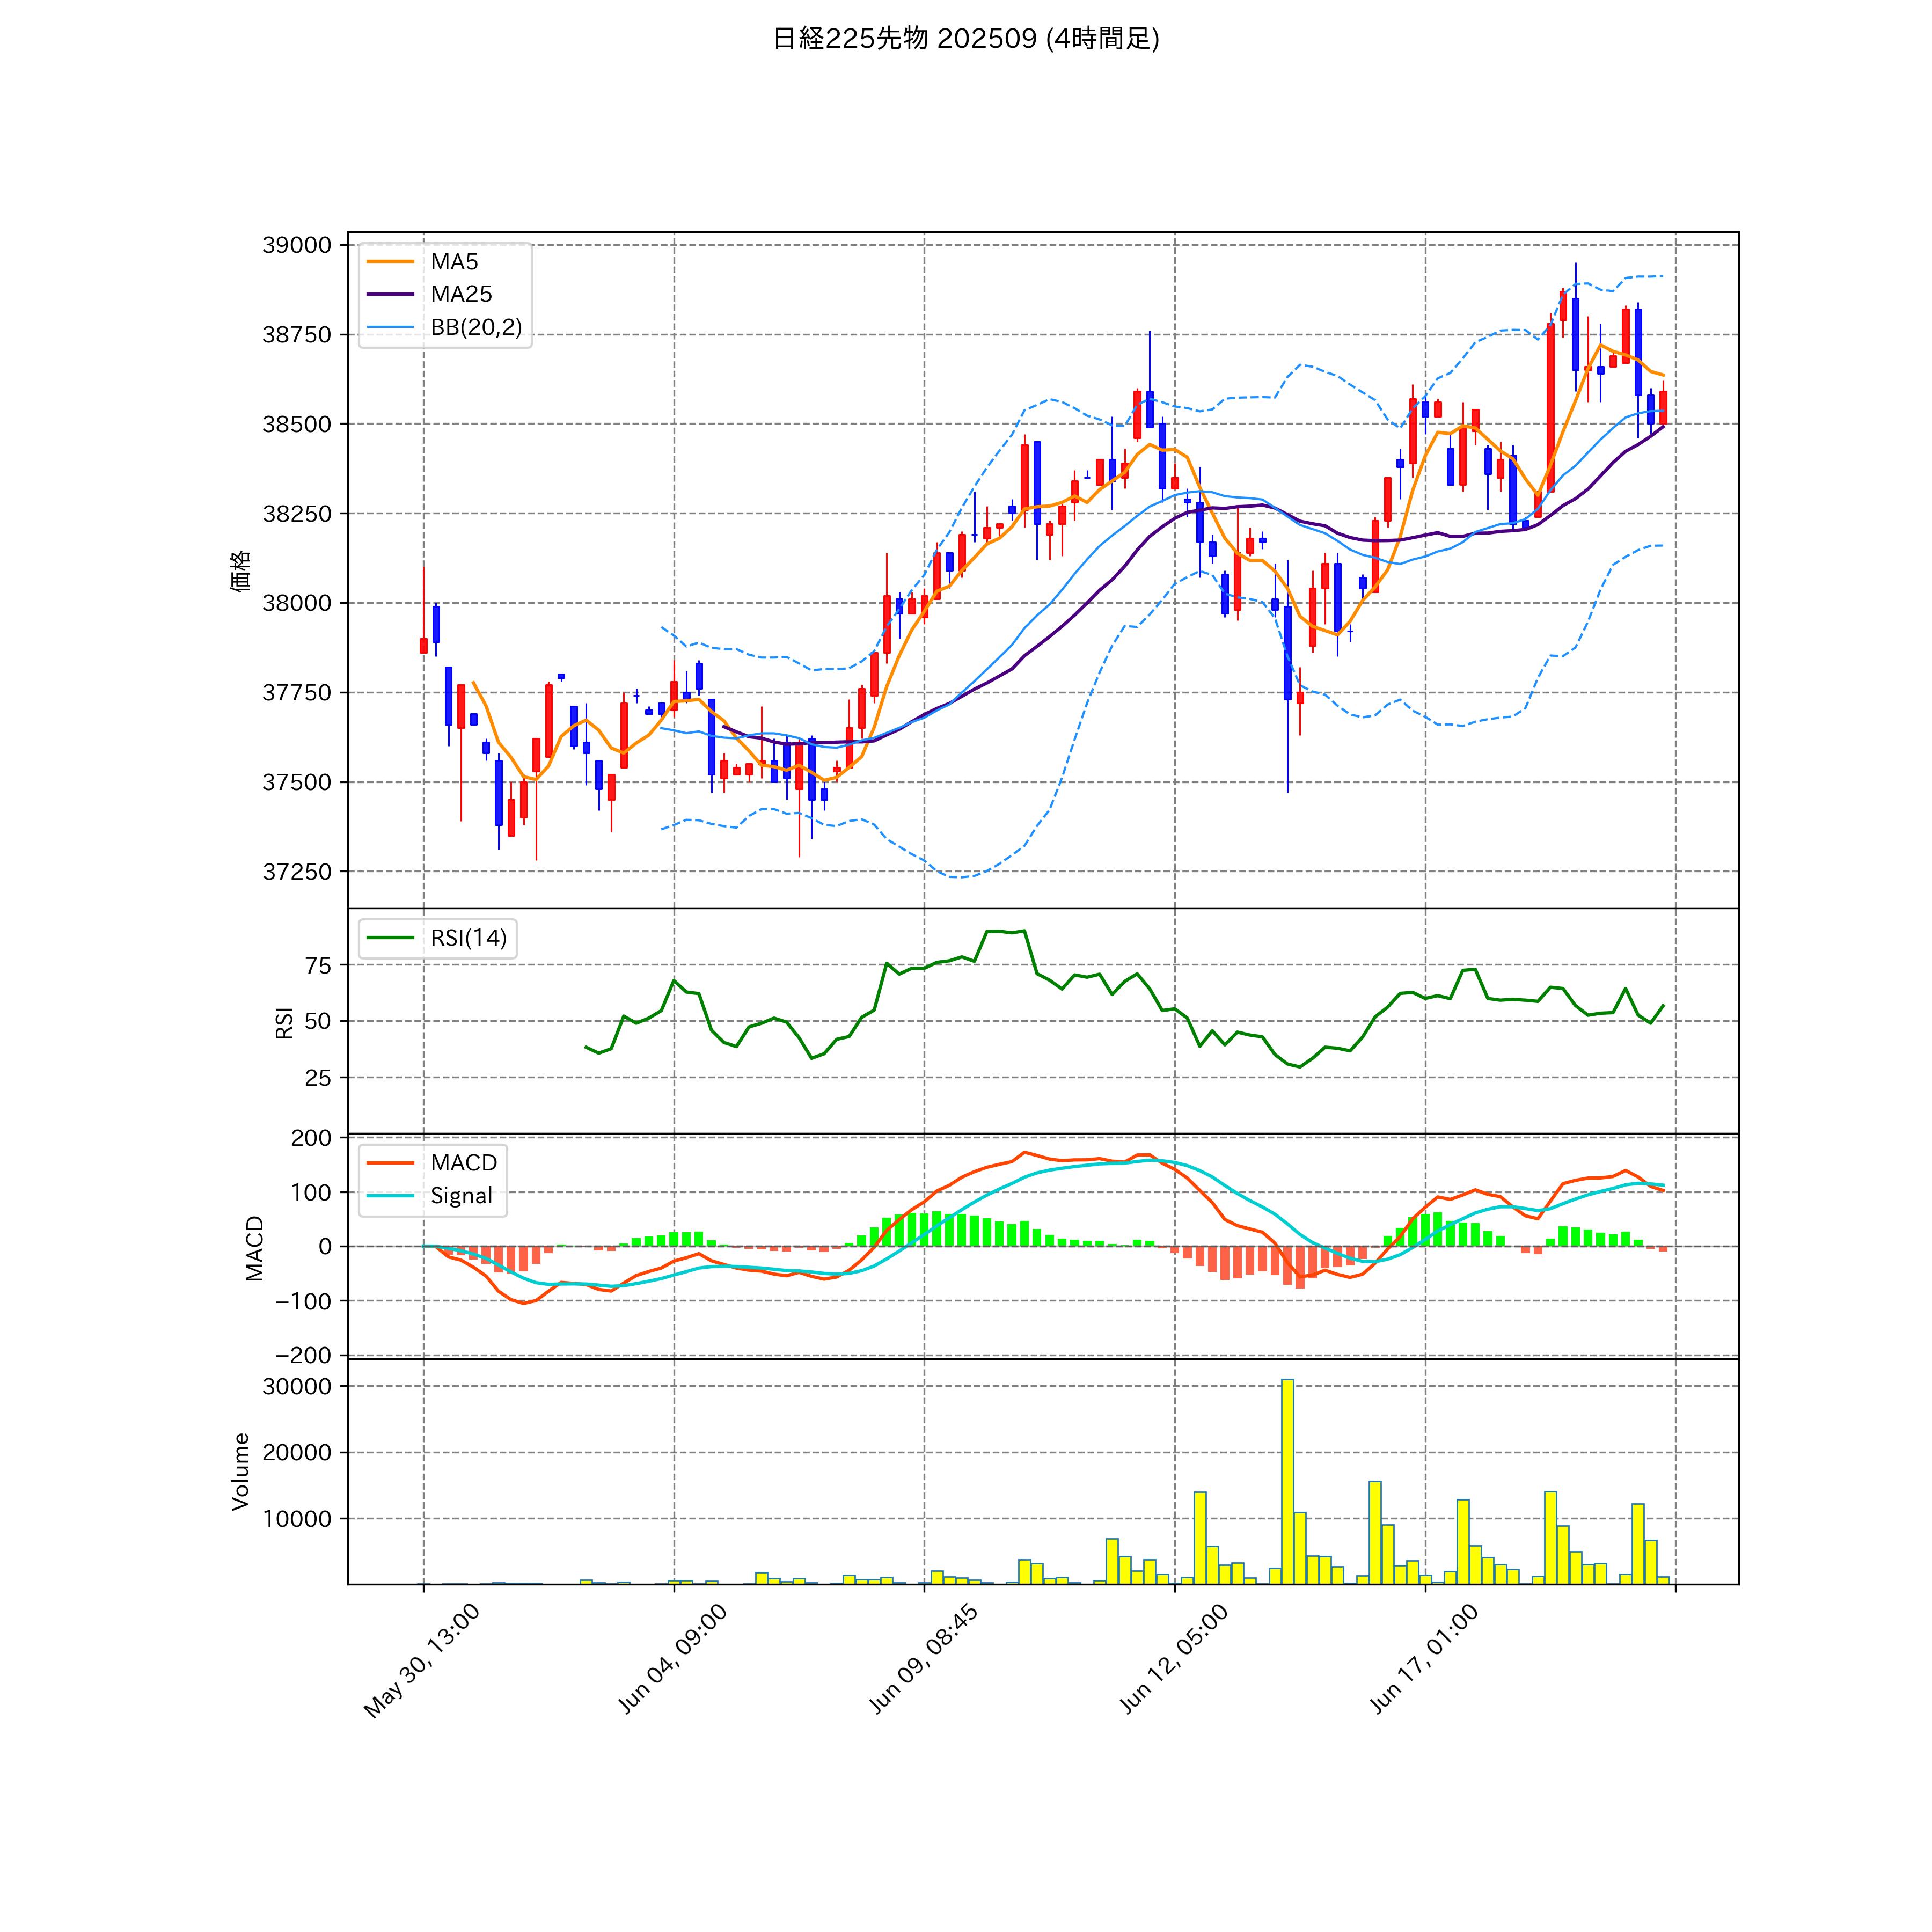 日経225先物 202509 (4時間足)
39000
38750
38500
38250
38000
37750
37500
37250
価格
MA5
MA25
BB(20,2)
75
50
25
RSI
RSI(14)
200
100
0
−100
−200
MACD
MACD
Signal
30000
20000
10000
Volume
May 30, 13:00
Jun 04, 09:00
Jun 09, 08:45
Jun 12, 05:00
Jun 17, 01:00